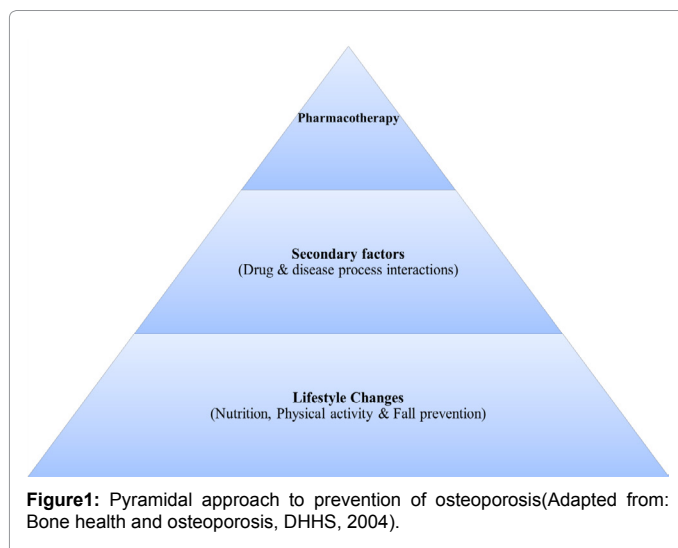 Pharmacotherapy
Secondary factors
(Drug & disease process interactions)
Lifestyle Changes
(Nutrition, Physical activity & Fall prevention)
Figure1: Pyramidal approach to prevention of osteoporosis(Adapted from:
Bone health and osteoporosis, DHHS, 2004).